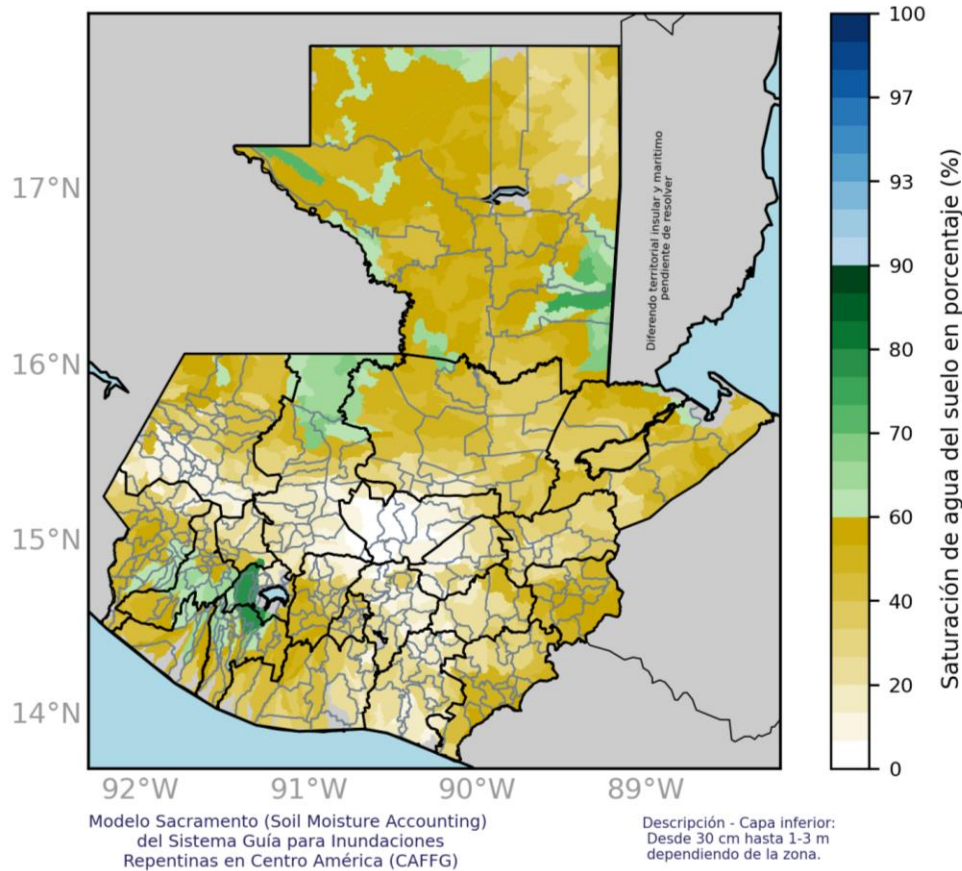 100
97
93
90
80
70
60
40
20
0
Saturación de agua del suelo en porcentaje (%)
17°N
16°N
15°N
14°N
92°W
91°W
90°W
89°W
Diferendo territorial insular y maritimo
pendiente de resolver
Modelo Sacramento (Soil Moisture Accounting)
del Sistema Guía para Inundaciones
Repentinas en Centro América (CAFFG)
Descripción - Capa inferior:
Desde 30 cm hasta 1-3 m
dependiendo de la zona.